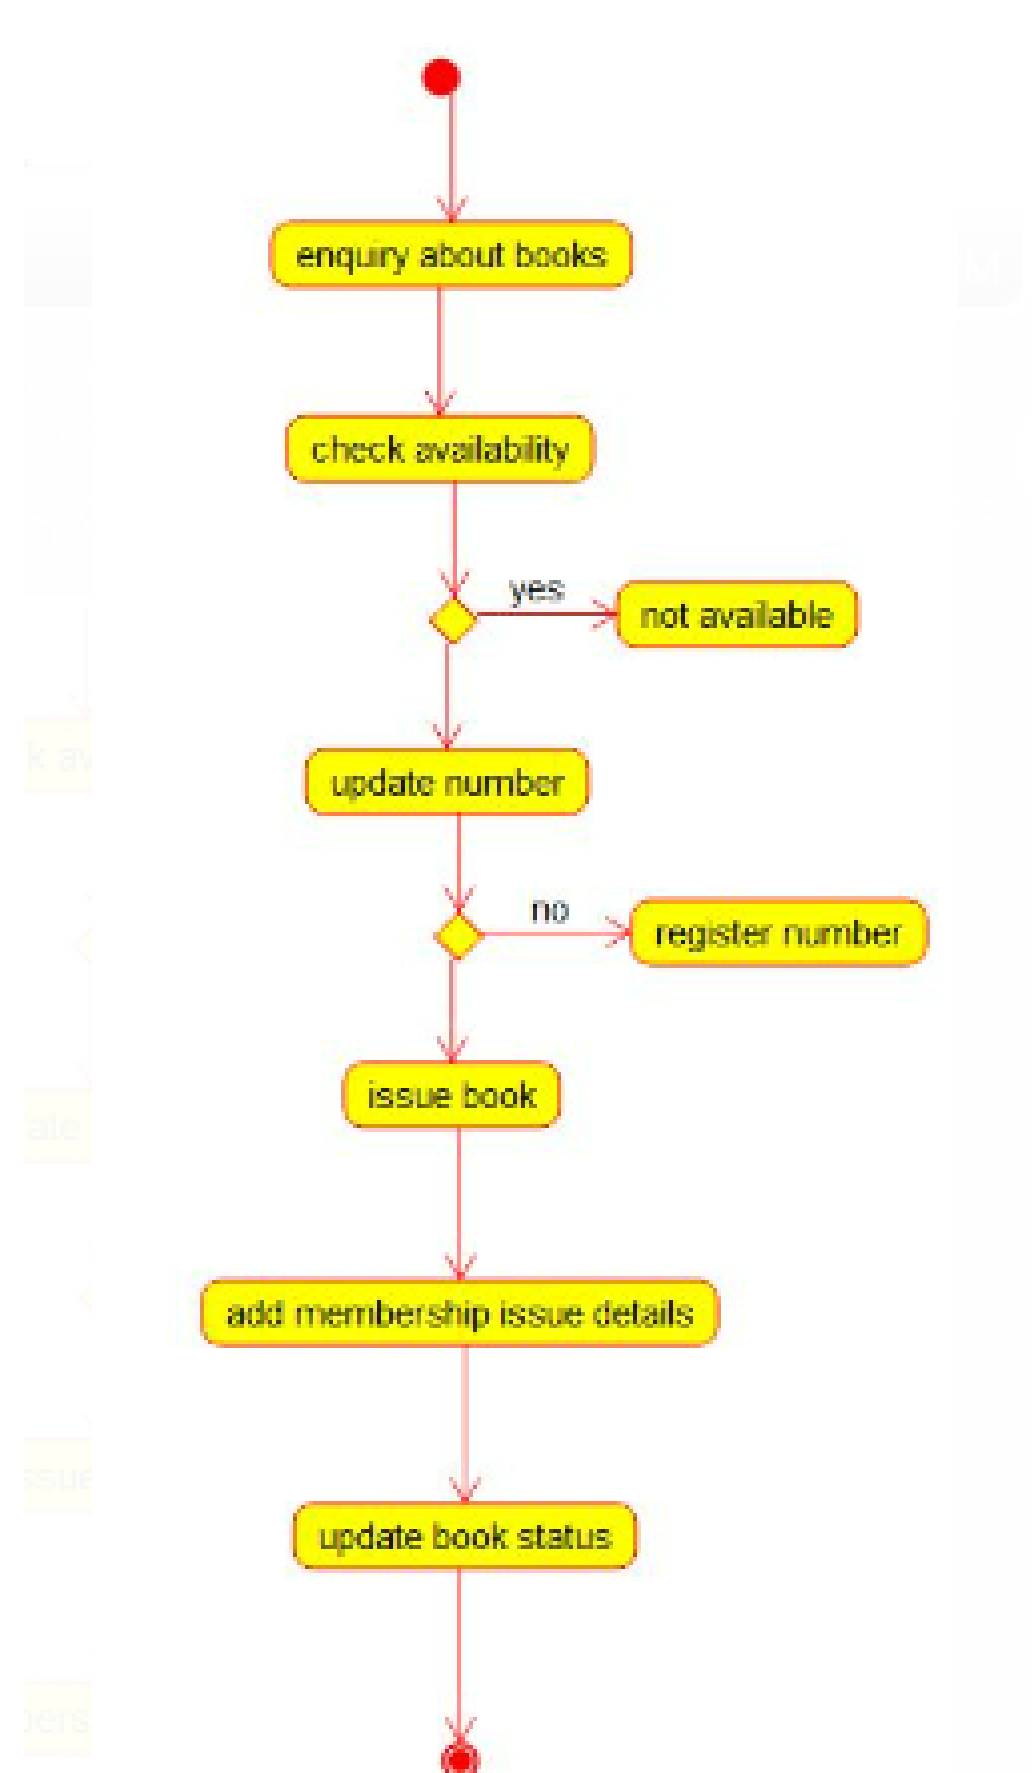 enquiry about books
check availability
yes
not available
update number
no
register number
issue book
add membership issue details
update book status